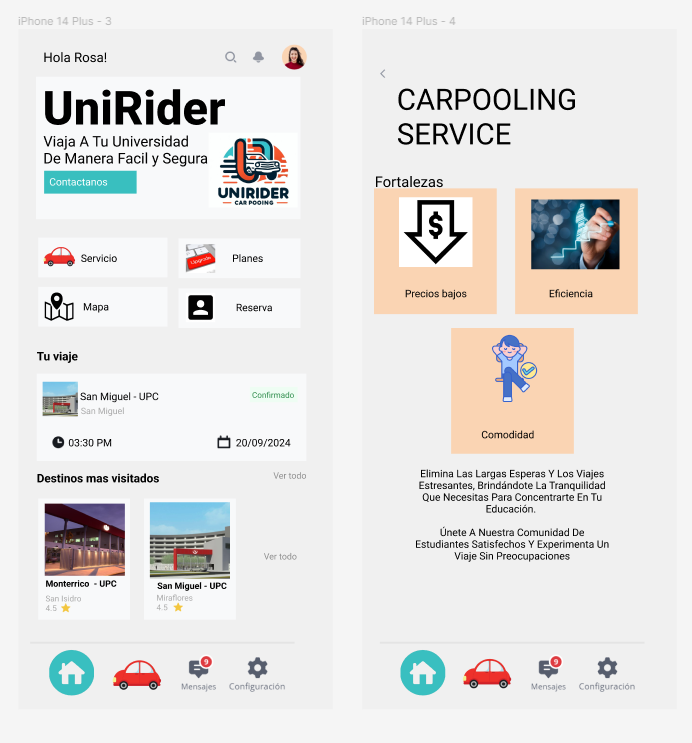 iPhone 14 Plus - 3
Hola Rosa!
UniRider
Viaja A Tu Universidad
De Manera Facil y Segura
Contactanos
UNIRIDER
CAR POOING
Servicio
Upgrade
Planes
Mapa
Reserva
Tu viaje
San Miguel - UPC
San Miguel
Confirmado
03:30 PM
20/09/2024
Destinos mas visitados
Ver todo
Monterrico - UPC
San Isidro
4.5
San Miguel - UPC
Miraflores
4.5
Ver todo
9
Mensajes
Configuración
iPhone 14 Plus - 4
<
CARPOOLING
SERVICE
Fortalezas
$
Precios bajos
Eficiencia
Comodidad
Elimina Las Largas Esperas Y Los Viajes
Estresantes, Brindándote La Tranquilidad
Que Necesitas Para Concentrarte En Tu
Educación.
Únete A Nuestra Comunidad De
Estudiantes Satisfechos Y Experimenta Un
Viaje Sin Preocupaciones
9
Mensajes
Configuración